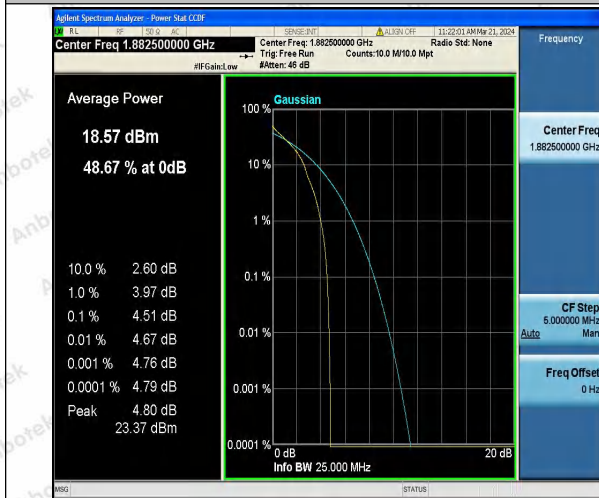 Agilent Spectrum Analyzer - Power Stat CCDF
RL RF 50 Ω AC SENSE:INT ALIGN OFF 11:22:01 AM Mar 21, 2024
Center Freq 1.882500000 GHz
Center Freq: 1.882500000 GHz Radio Std: None
Trig: Free Run Counts:10.0 M/10.0 Mpt
#IFGain:Low #Atten: 46 dB
Frequency
Average Power
18.57 dBm
48.67 % at 0dB
10.0 % 2.60 dB
1.0 % 3.97 dB
0.1 % 4.51 dB
0.01 % 4.67 dB
0.001 % 4.76 dB
0.0001 % 4.79 dB
Peak 4.80 dB
23.37 dBm
Gaussian
100 %
10 %
1 %
0.1 %
0.01 %
0.001 %
0.0001 %
0 dB 20 dB
Info BW 25.000 MHz
Center Freq
1.882500000 GHz
CF Step
5.000000 MHz
Auto Man
Freq Offset
0 Hz
MSG STATUS